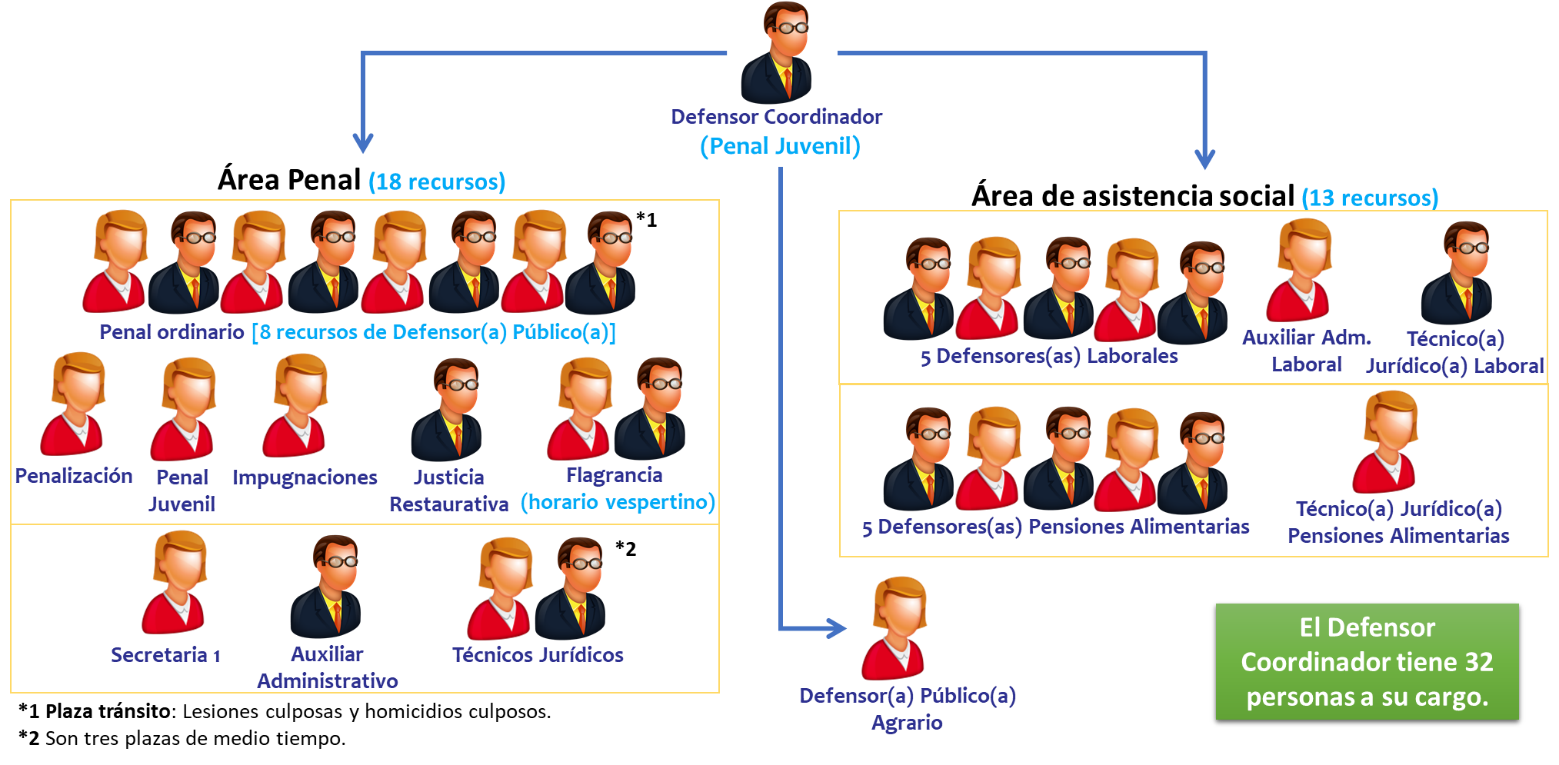 Defensor Coordinador
(Penal Juvenil)
Área Penal (18 recursos)
*1
Penal ordinario [8 recursos de Defensor(a) Público(a)]
Penalización
Penal
Juvenil
Impugnaciones
Justicia
Restaurativa
Flagrancia
(horario vespertino)
*2
Secretaria 1
Auxiliar
Administrativo
Técnicos Jurídicos
*1 Plaza tránsito: Lesiones culposas y homicidios culposos.
*2 Son tres plazas de medio tiempo.
Área de asistencia social (13 recursos)
5 Defensores(as) Laborales
Auxiliar Adm.
Laboral
Técnico(a)
Jurídico(a) Laboral
5 Defensores(as) Pensiones Alimentarias
Técnico(a) Jurídico(a)
Pensiones Alimentarias
Defensor(a) Público(a)
Agrario
El Defensor
Coordinador tiene 32
personas a su cargo.